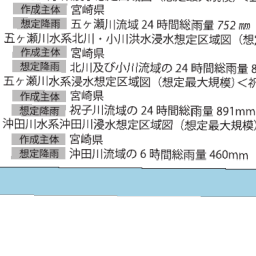 作成主体 宮崎県
想定降雨 五ヶ瀬川流域 24 時間総雨量 752 ㎜
五ヶ瀬川水系北川・小川洪水浸水想定区域図（想
作成主体 宮崎県
想定降雨 北川及び小川流域の 24 時間総雨量 8
五ヶ瀬川水系浸水想定区域図（想定最大規模）＜祝
作成主体 宮崎県
想定降雨 祝子川流域の 24 時間総雨量 891mm
沖田川水系沖田川浸水想定区域図（想定最大規模
作成主体 宮崎県
想定降雨 沖田川流域の 6 時間総雨量 460mm